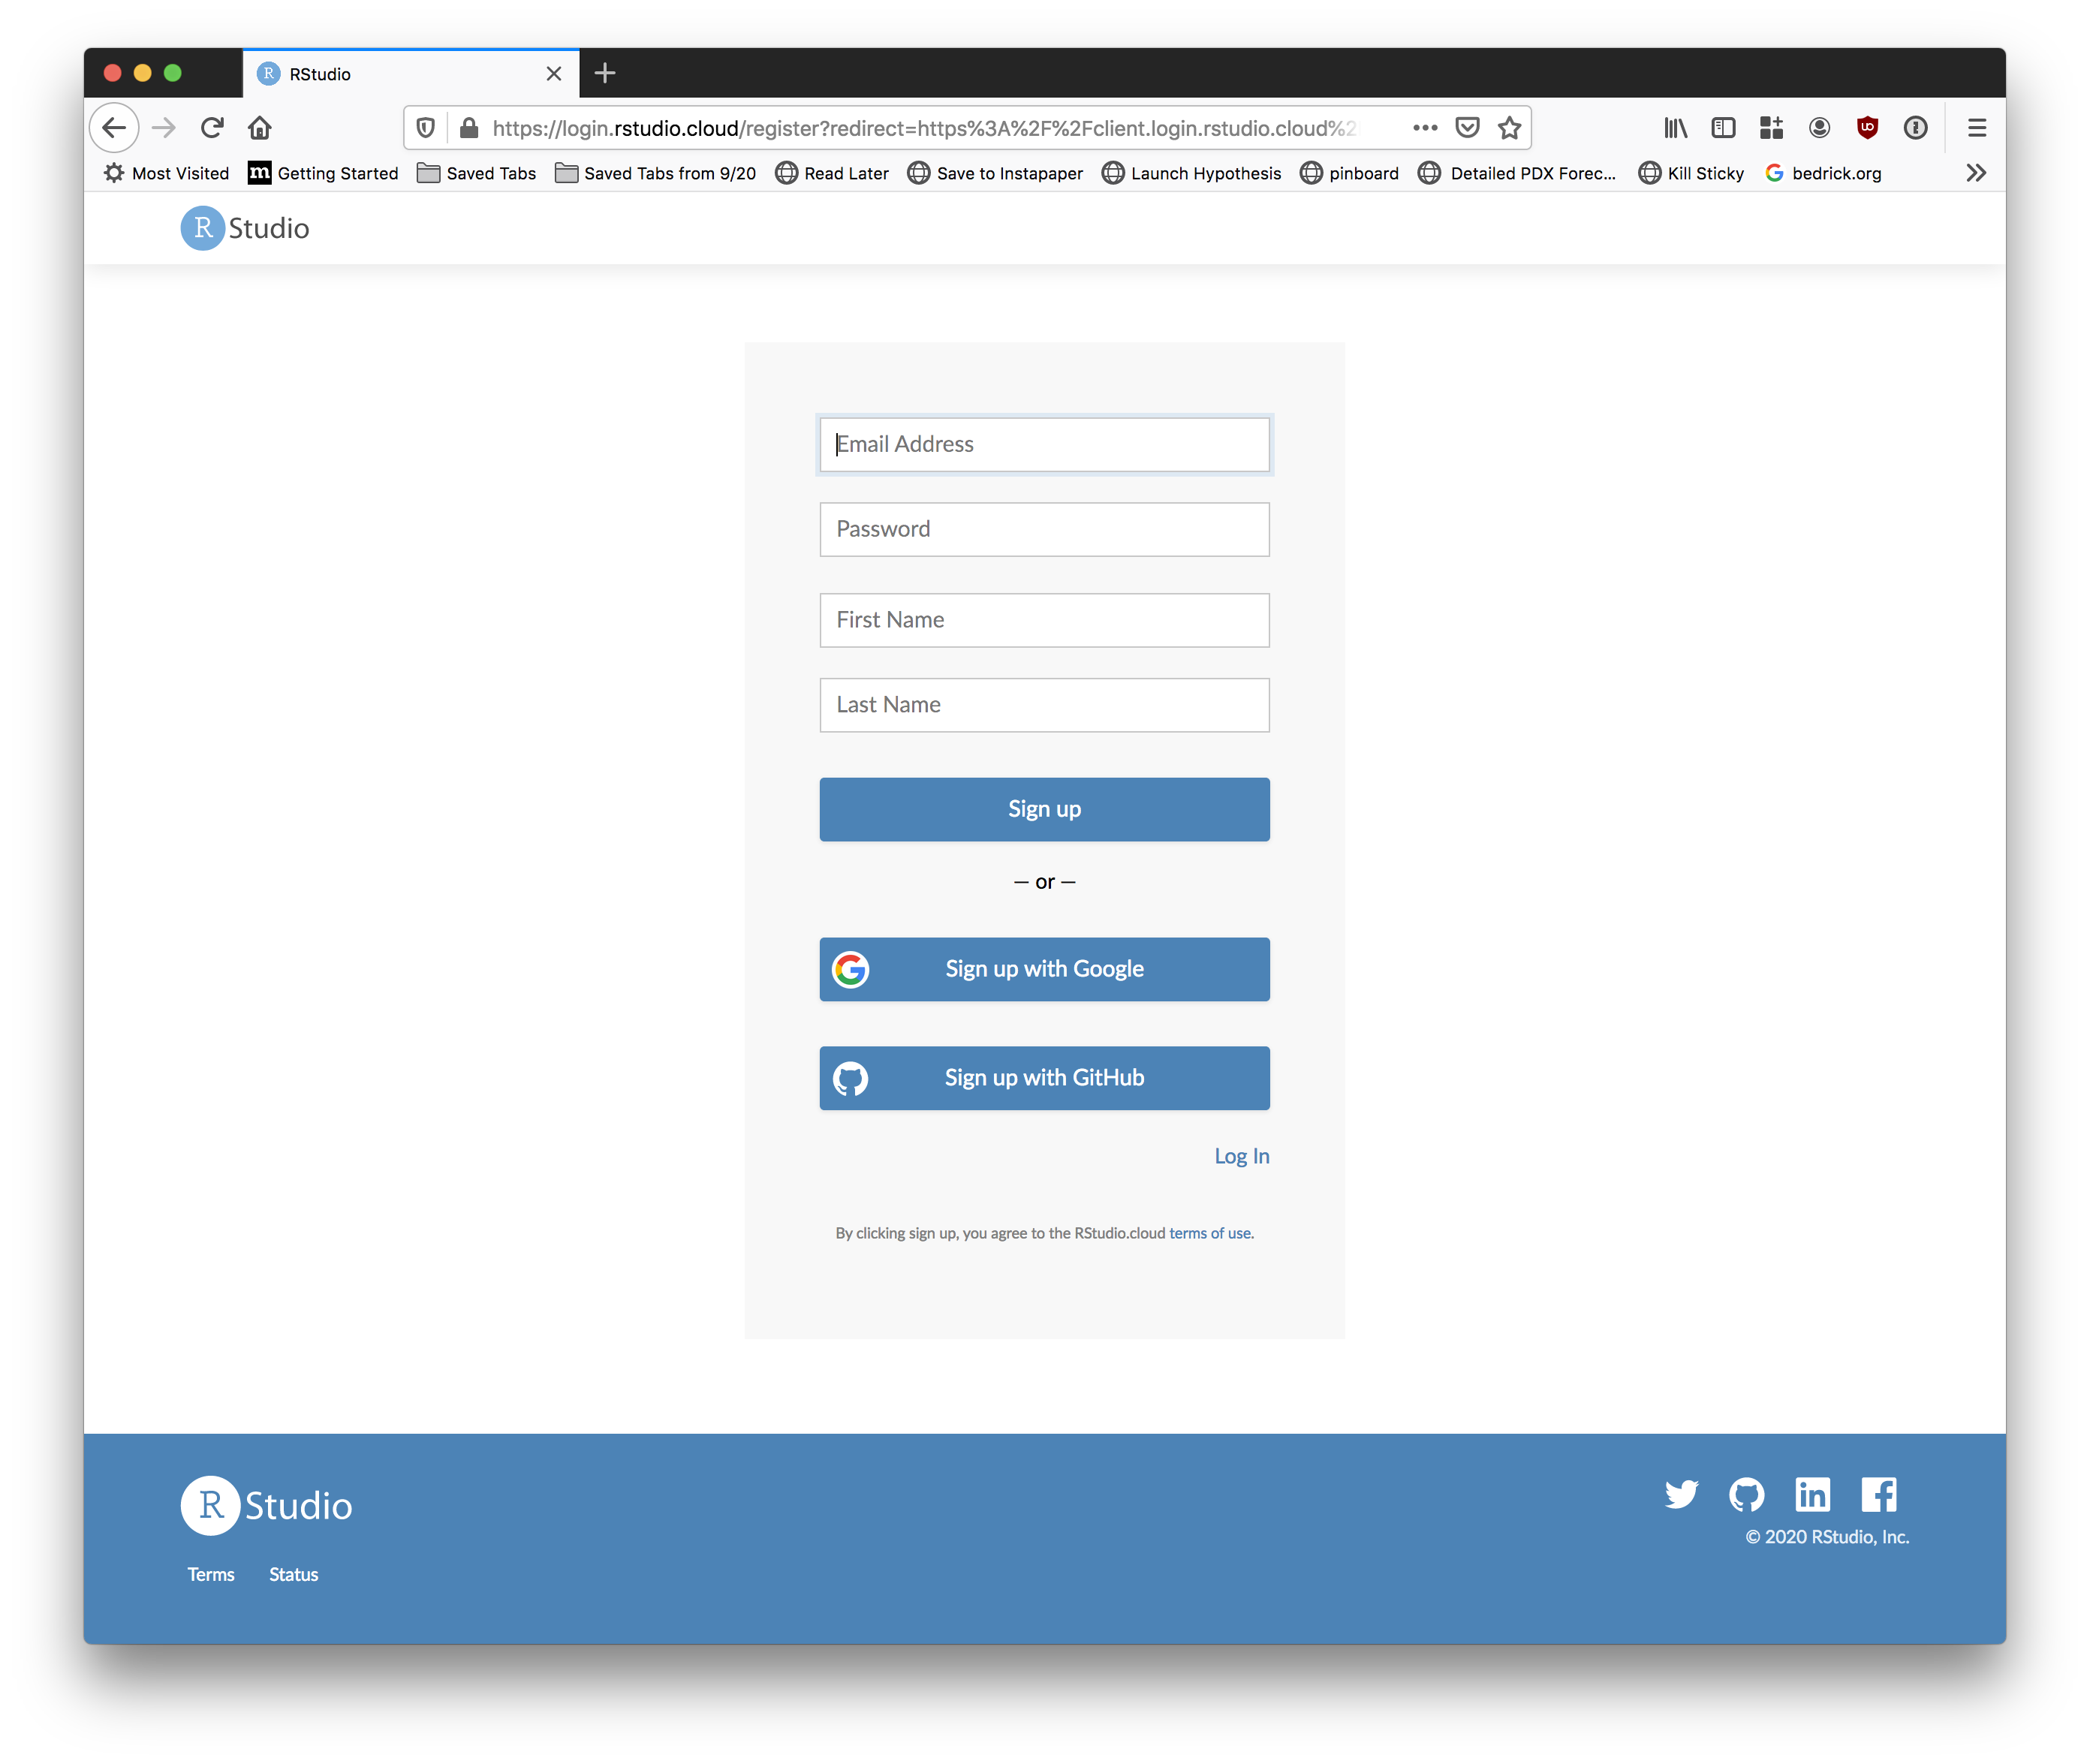 RStudio
https://login.rstudio.cloud/register?redirect=https%3A%2F%2Fclient.login.rstudio.cloud%2
Most Visited m Getting Started Saved Tabs Saved Tabs from 9/20 Read Later Save to Instapaper Launch Hypothesis pinboard Detailed PDX Forec... Kill Sticky bedrick.org
R Studio
Email Address
Password
First Name
Last Name
Sign up
— or —
Sign up with Google
Sign up with GitHub
Log In
By clicking sign up, you agree to the RStudio.cloud terms of use.
R Studio
© 2020 RStudio, Inc.
Terms Status